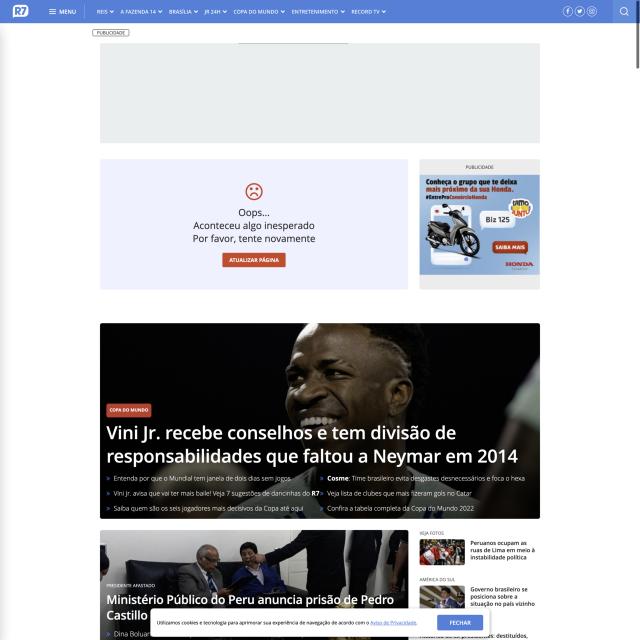 R7 MENU REIS A FAZENDA 14 BRASÍLIA JR 24H COPA DO MUNDO ENTRETENIMENTO RECORD TV
PUBLICIDADE
PUBLICIDADE
Conheça o grupo que te deixa
mais próximo da sua Honda.
#EntrePraConsórcioHonda
TAMO
JUNTO
Biz 125
SAIBA MAIS
HONDA
Oops...
Aconteceu algo inesperado
Por favor, tente novamente
ATUALIZAR PÁGINA
COPA DO MUNDO
Vini Jr. recebe conselhos e tem divisão de
responsabilidades que faltou a Neymar em 2014
» Entenda por que o Mundial tem janela de dois dias sem jogos
» Cosme: Time brasileiro evita desgastes desnecessários e foca o hexa
» Vini Jr. avisa que vai ter mais baile! Veja 7 sugestões de dancinhas do R7
» Veja lista de clubes que mais fizeram gols no Catar
» Saiba quem são os seis jogadores mais decisivos da Copa até aqui
» Confira a tabela completa da Copa do Mundo 2022
PRESIDENTE AFASTADO
Ministério Público do Peru anuncia prisão de Pedro
Castillo
» Dina Boluar
VEJA FOTOS
Peruanos ocupam as
ruas de Lima em meio à
instabilidade política
AMÉRICA DO SUL
Governo brasileiro se
posiciona sobre a
situação no país vizinho
destituídos,
Utilizamos cookies e tecnologia para aprimorar sua experiência de navegação de acordo com o Aviso de Privacidade.
FECHAR